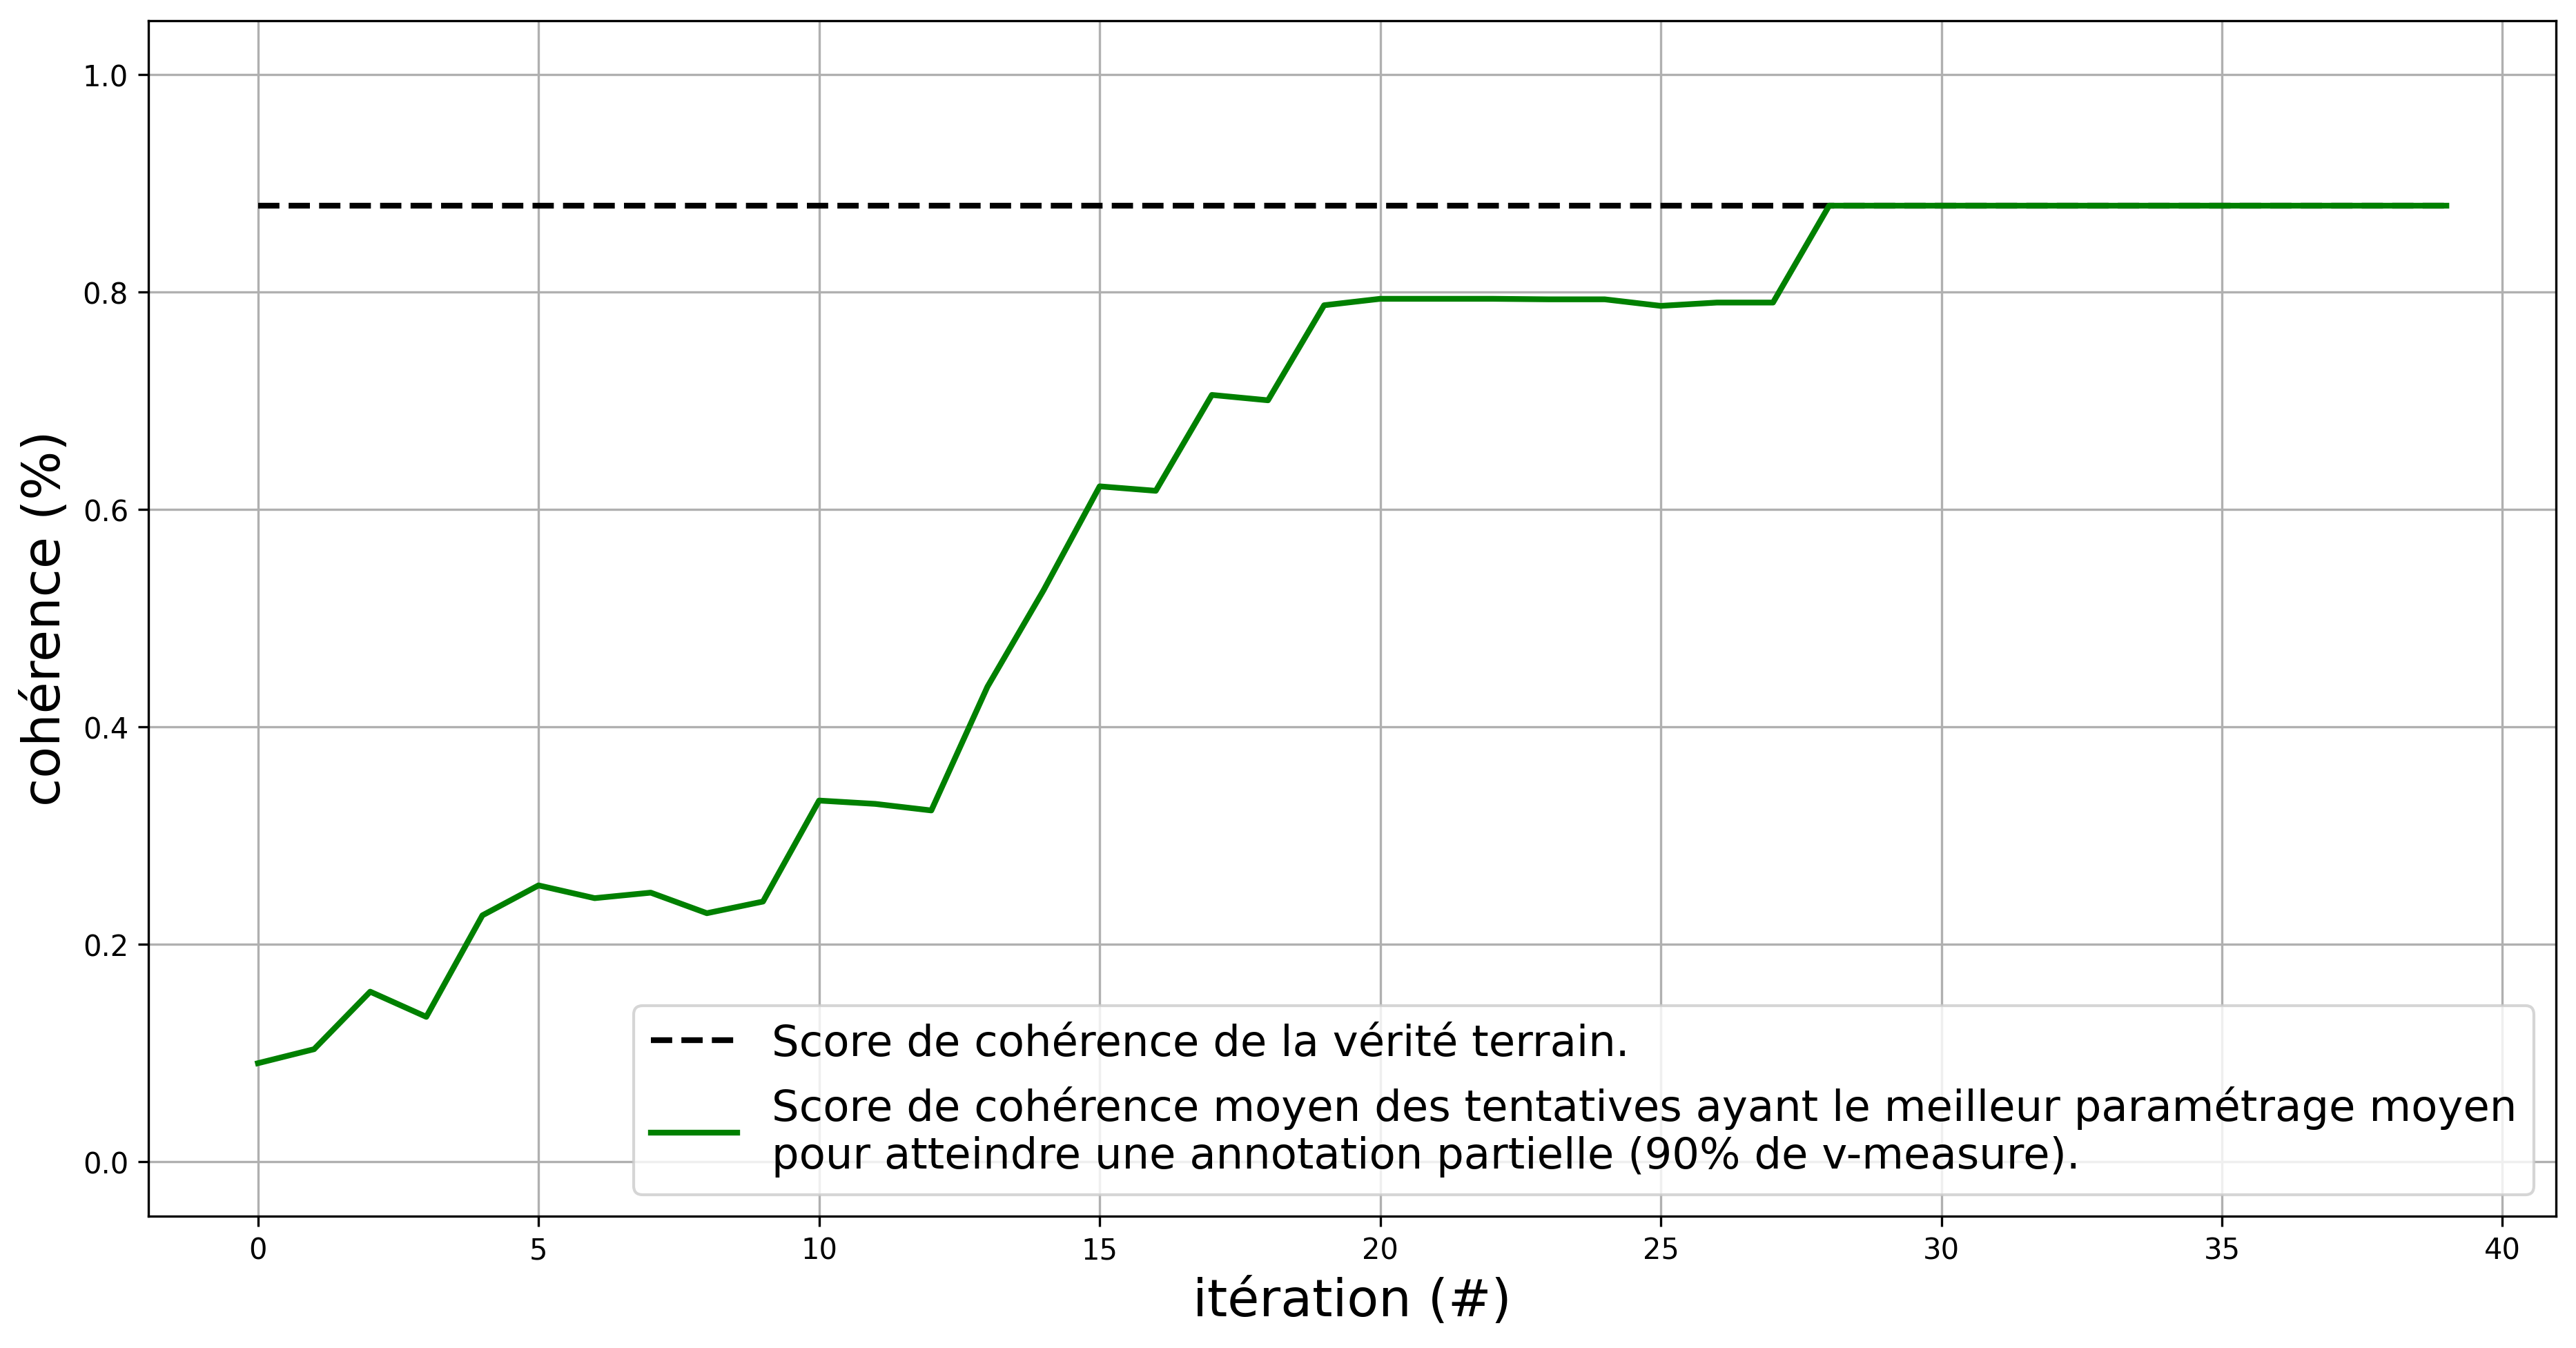 1.0
0.8
0.6
0.4
0.2
0.0
cohérence (%)
0 5 10 15 20 25 30 35 40
itération (#)
Score de cohérence de la vérité terrain.
Score de cohérence moyen des tentatives ayant le meilleur paramétrage moyen
pour atteindre une annotation partielle (90% de v-measure).